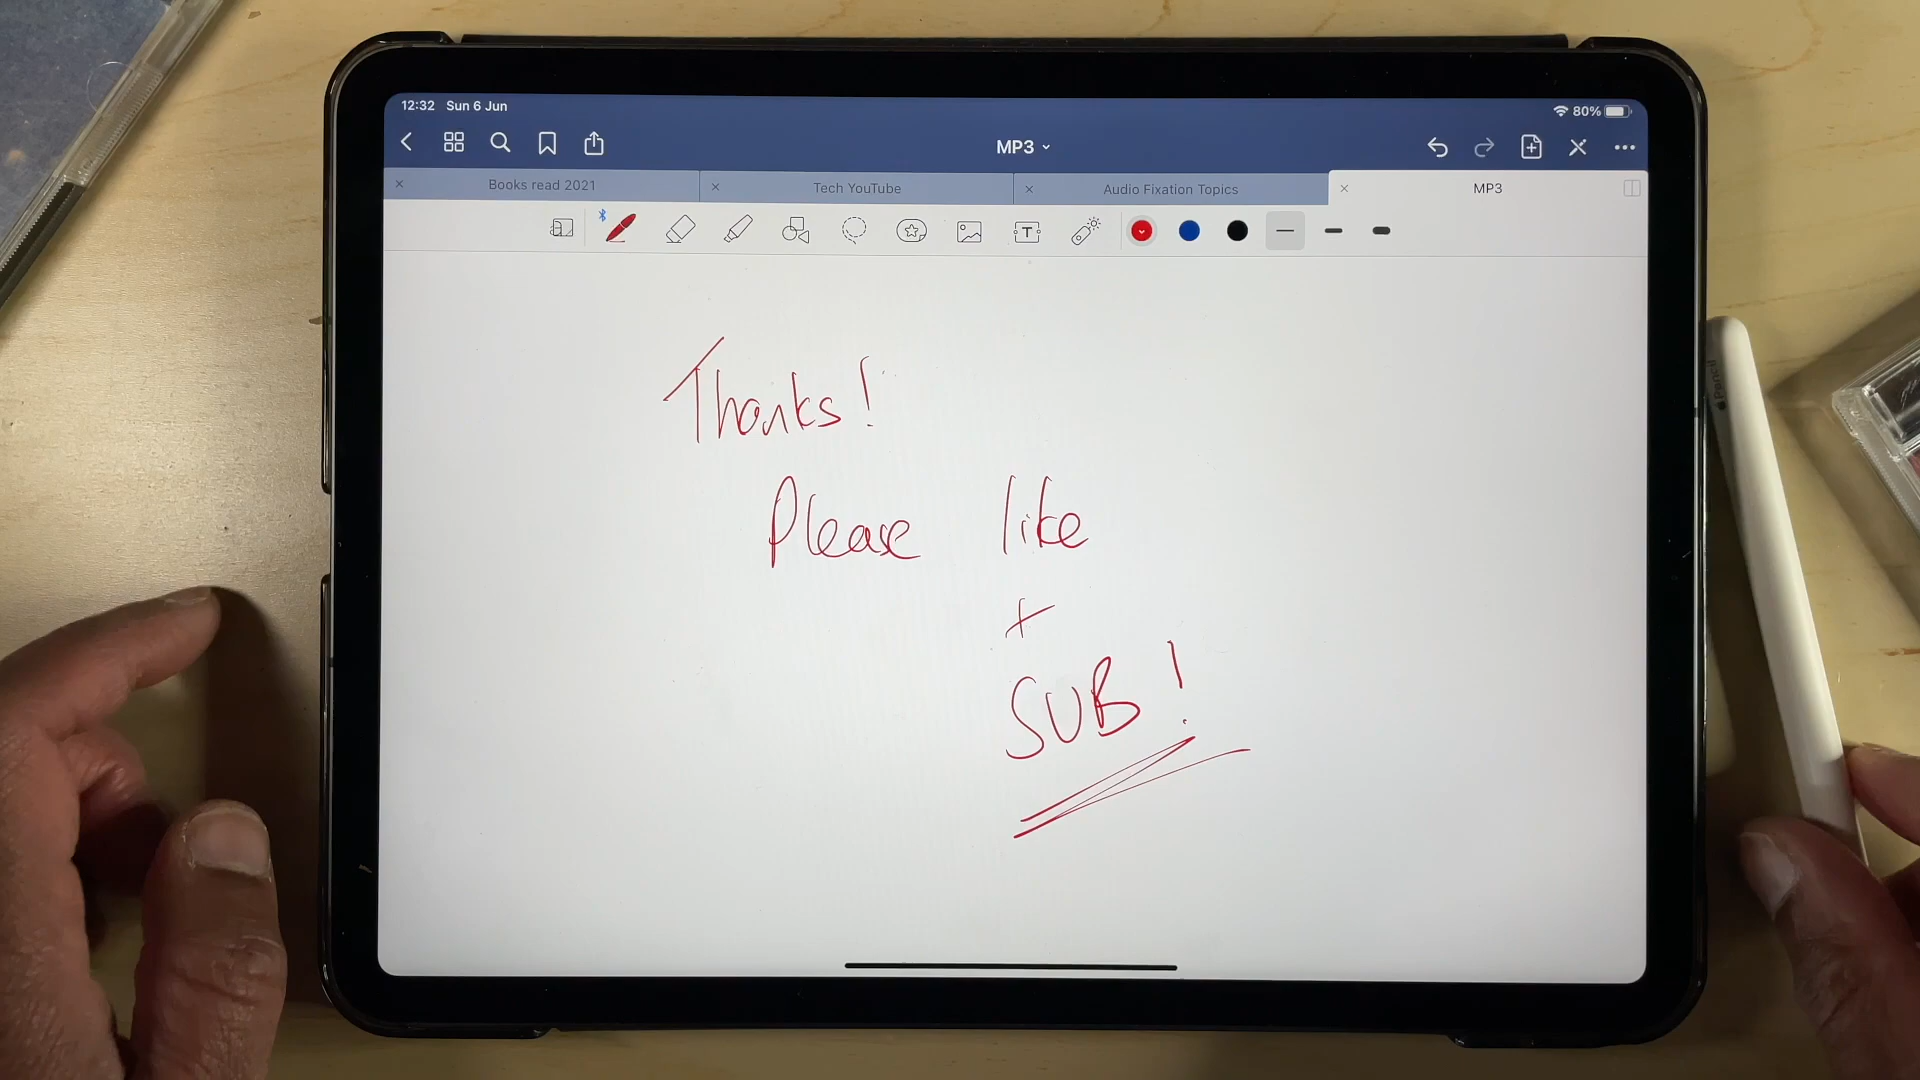 12:32 Sun 6 Jun
80%
MP3
Books read 2021
Tech YouTube
Audio Fixation Topics
MP3
T
Thanks!
Please like
+
SUB!
Pencil